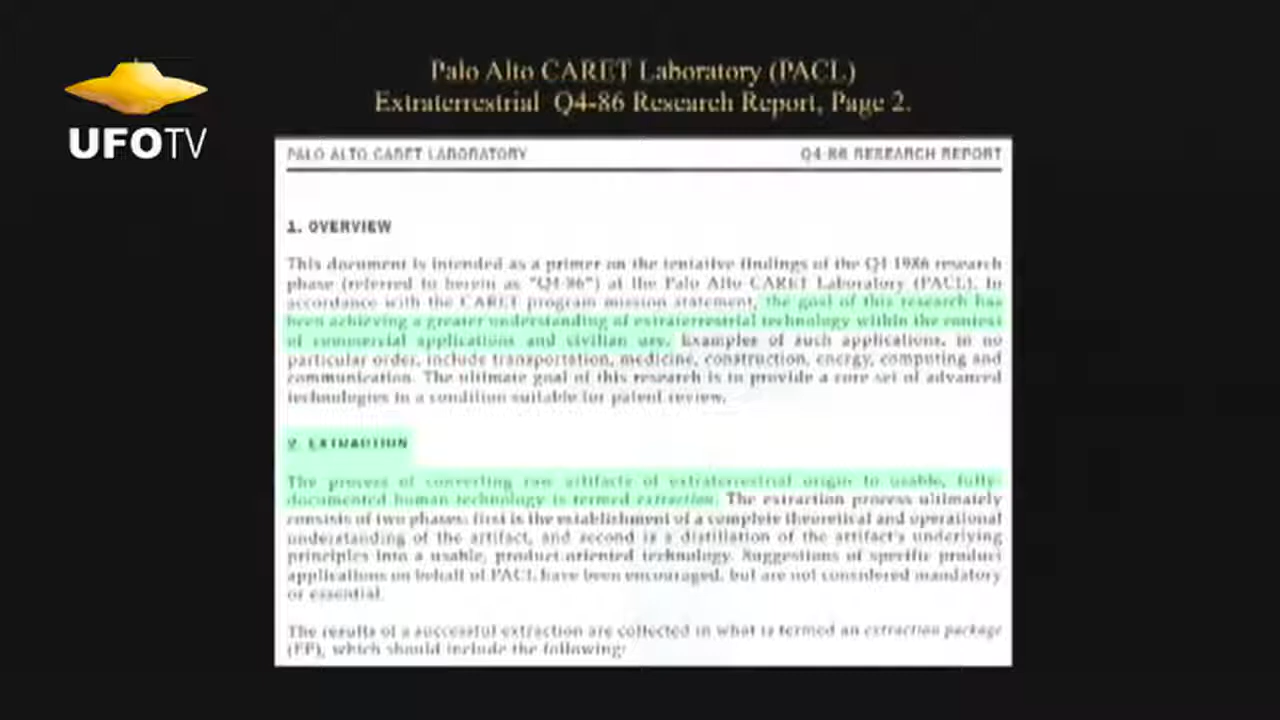 UFOTV
Palo Alto CARET Laboratory (PACL)
Extraterrestrial Q4-86 Research Report, Page 2.
PALO ALTO CARET LABORATORY
Q4-86 RESEARCH REPORT
1. OVERVIEW
This document is intended as a primer on the tentative findings of the Q4 1986 research
phase (referred to herein as "Q4-86") at the Palo Alto CARET Laboratory (PACL). In
accordance with the CARET program mission statement, the goal of this research has
been achieving a greater understanding of extraterrestrial technology within the context
of commercial applications and civilian use. Examples of such applications, in no
particular order, include transportation, medicine, construction, energy, computing and
communication. The ultimate goal of this research is to provide a core set of advanced
technologies in a condition suitable for patent review.
2. EXTRACTION
The process of converting raw artifacts of extraterrestrial origin to usable, fully-
documented human technology is termed extraction. The extraction process ultimately
consists of two phases: first is the establishment of a complete theoretical and operational
understanding of the artifact, and second is a distillation of the artifact's underlying
principles into a usable, product-oriented technology. Suggestions of specific product
applications on behalf of PACL have been encouraged, but are not considered mandatory
or essential.
The results of a successful extraction are collected in what is termed an extraction package
(EP), which should include the following: